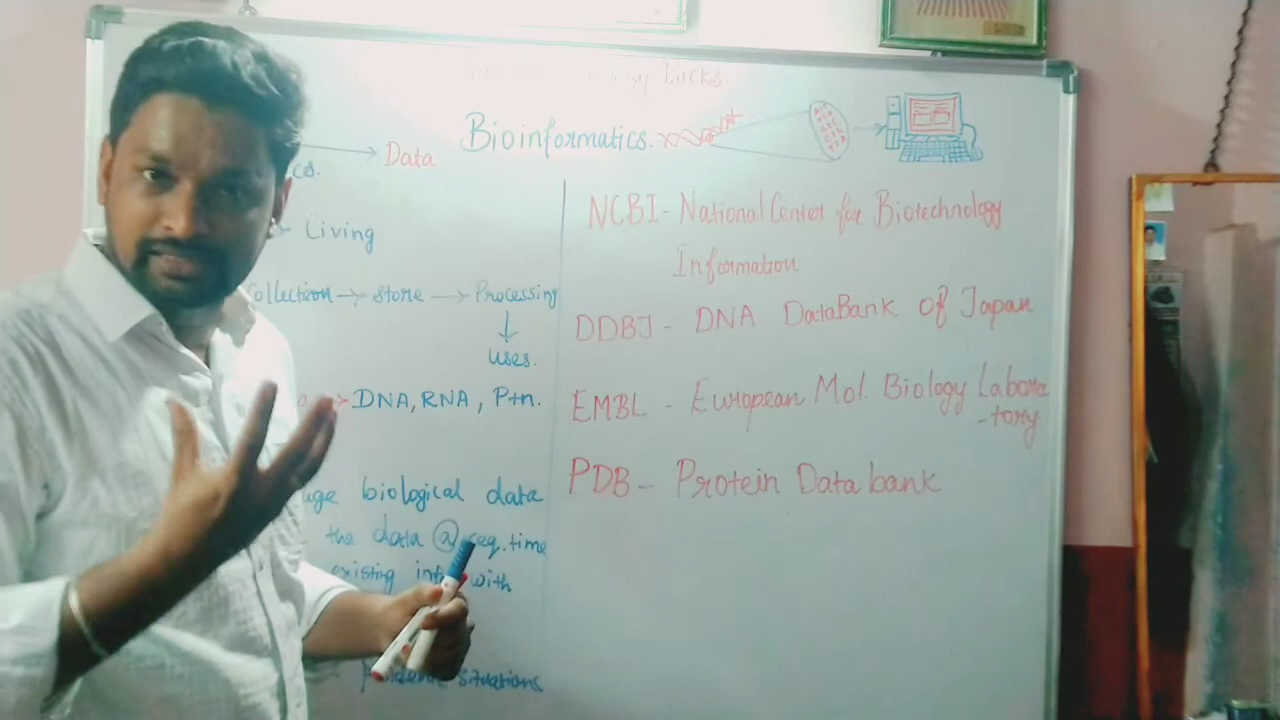 Bioinformatics.
Data
Living
Collection → store → Processing
↓
uses.
DNA, RNA, Ptn.
biological data
the data @ req. time
existing with
situations
NCBI - National Center for Biotechnology
Information
DDBJ - DNA DataBank of Japan
EMBL - European Mol. Biology Labora
-tory
PDB - Protein Data bank